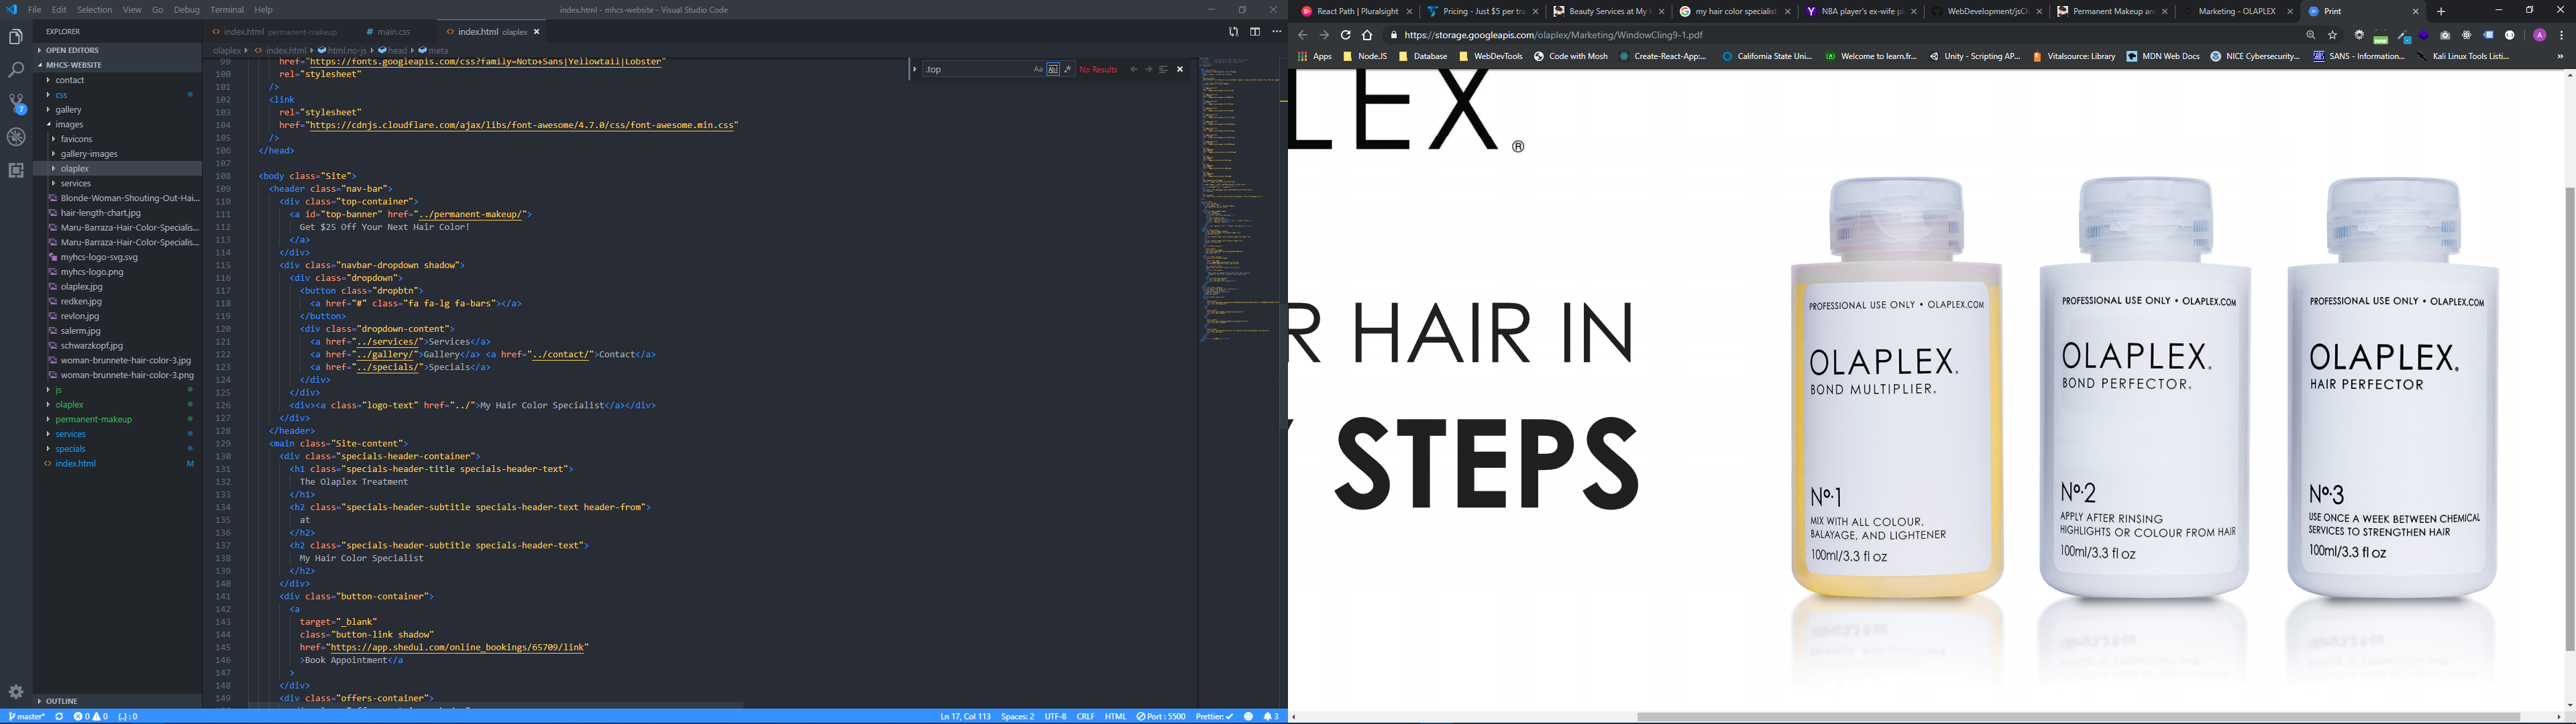 File Edit Selection View Go Debug Terminal Help
index.html - mhcs-website - Visual Studio Code
EXPLORER
OPEN EDITORS
MHCS-WEBSITE
contact
css
gallery
images
favicons
gallery-images
olaplex
services
Blonde-Woman-Shouting-Out-Hai...
hair-length-chart.jpg
Maru-Barraza-Hair-Color-Specialis...
Maru-Barraza-Hair-Color-Specialis...
myhcs-logo-svg.svg
myhcs-logo.png
olaplex.jpg
redken.jpg
revlon.jpg
salerm.jpg
schwarzkopf.jpg
woman-brunnete-hair-color-3.jpg
woman-brunnete-hair-color-3.png
js
olaplex
permanent-makeup
services
specials
index.html M
OUTLINE
7
index.html permanent-makeup
main.css
index.html olaplex
olaplex > index.html > html.no-js > head > meta
.top Aa No Results
99 href="https://fonts.googleapis.com/css?family=Noto+Sans|Yellowtail|Lobster"
100 rel="stylesheet"
101 />
102 <link
103 rel="stylesheet"
104 href="https://cdnjs.cloudflare.com/ajax/libs/font-awesome/4.7.0/css/font-awesome.min.css"
105 />
106 </head>
107
108 <body class="Site">
109 <header class="nav-bar">
110 <div class="top-container">
111 <a id="top-banner" href="../permanent-makeup/">
112 Get $25 Off Your Next Hair Color!
113 </a>
114 </div>
115 <div class="navbar-dropdown shadow">
116 <div class="dropdown">
117 <button class="dropbtn">
118 <a href="#" class="fa fa-lg fa-bars"></a>
119 </button>
120 <div class="dropdown-content">
121 <a href="../services/">Services</a>
122 <a href="../gallery/">Gallery</a> <a href="../contact/">Contact</a>
123 <a href="../specials/">Specials</a>
124 </div>
125 </div>
126 <div><a class="logo-text" href="../">My Hair Color Specialist</a></div>
127 </div>
128 </header>
129 <main class="Site-content">
130 <div class="specials-header-container">
131 <h1 class="specials-header-title specials-header-text">
132 The Olaplex Treatment
133 </h1>
134 <h2 class="specials-header-subtitle specials-header-text header-from">
135 at
136 </h2>
137 <h2 class="specials-header-subtitle specials-header-text">
138 My Hair Color Specialist
139 </h2>
140 </div>
141 <div class="button-container">
142 <a
143 target="_blank"
144 class="button-link shadow"
145 href="https://app.shedul.com/online_bookings/65709/link"
146 >Book Appointment</a
147 >
148 </div>
149 <div class="offers-container">
master* 0 0 {..} : 0
Ln 17, Col 113 Spaces: 2 UTF-8 CRLF HTML Port : 5500 Prettier: ✓ 3
React Path | Pluralsight
Pricing - Just $5 per tra
Beauty Services at My H
my hair color specialist
NBA player's ex-wife pl
WebDevelopment/jsCh
Permanent Makeup an
Marketing - OLAPLEX
Print
https://storage.googleapis.com/olaplex/Marketing/WindowCling9-1.pdf
A
Apps
Node.JS
Database
WebDevTools
Code with Mosh
Create-React-App:...
California State Uni...
Welcome to learn.fr...
Unity - Scripting AP...
Vitalsource: Library
MDN Web Docs
NICE Cybersecurity...
SANS - Information...
Kali Linux Tools Listi...
LEX®
R HAIR IN
STEPS
PROFESSIONAL USE ONLY • OLAPLEX.COM
OLAPLEX.
BOND MULTIPLIER.
Nº.1
MIX WITH ALL COLOUR,
BALAYAGE, AND LIGHTENER
100ml/3.3 fl oz
PROFESSIONAL USE ONLY • OLAPLEX.COM
OLAPLEX.
BOND PERFECTOR.
Nº.2
APPLY AFTER RINSING
HIGHLIGHTS OR COLOUR FROM HAIR
100ml/3.3 fl oz
PROFESSIONAL USE ONLY • OLAPLEX.COM
OLAPLEX.
HAIR PERFECTOR
Nº.3
USE ONCE A WEEK BETWEEN CHEMICAL
SERVICES TO STRENGTHEN HAIR
100ml/3.3 fl oz